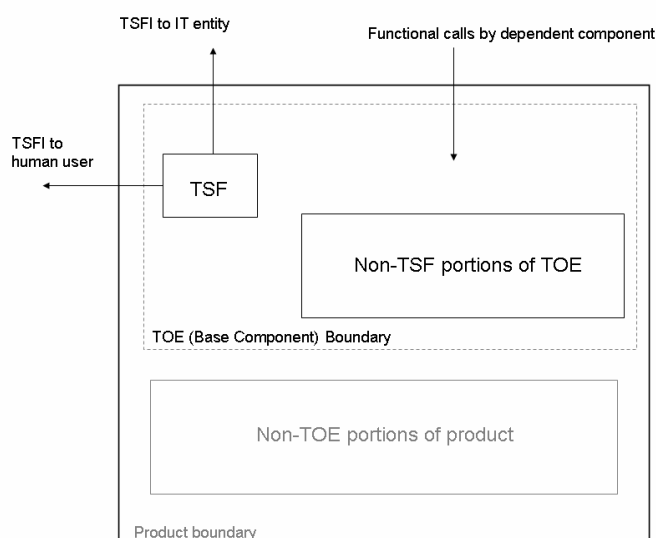 TSFI to IT entity
Functional calls by dependent component
TSFI to
human user
TSF
Non-TSF portions of TOE
TOE (Base Component) Boundary
Non-TOE portions of product
Product boundary